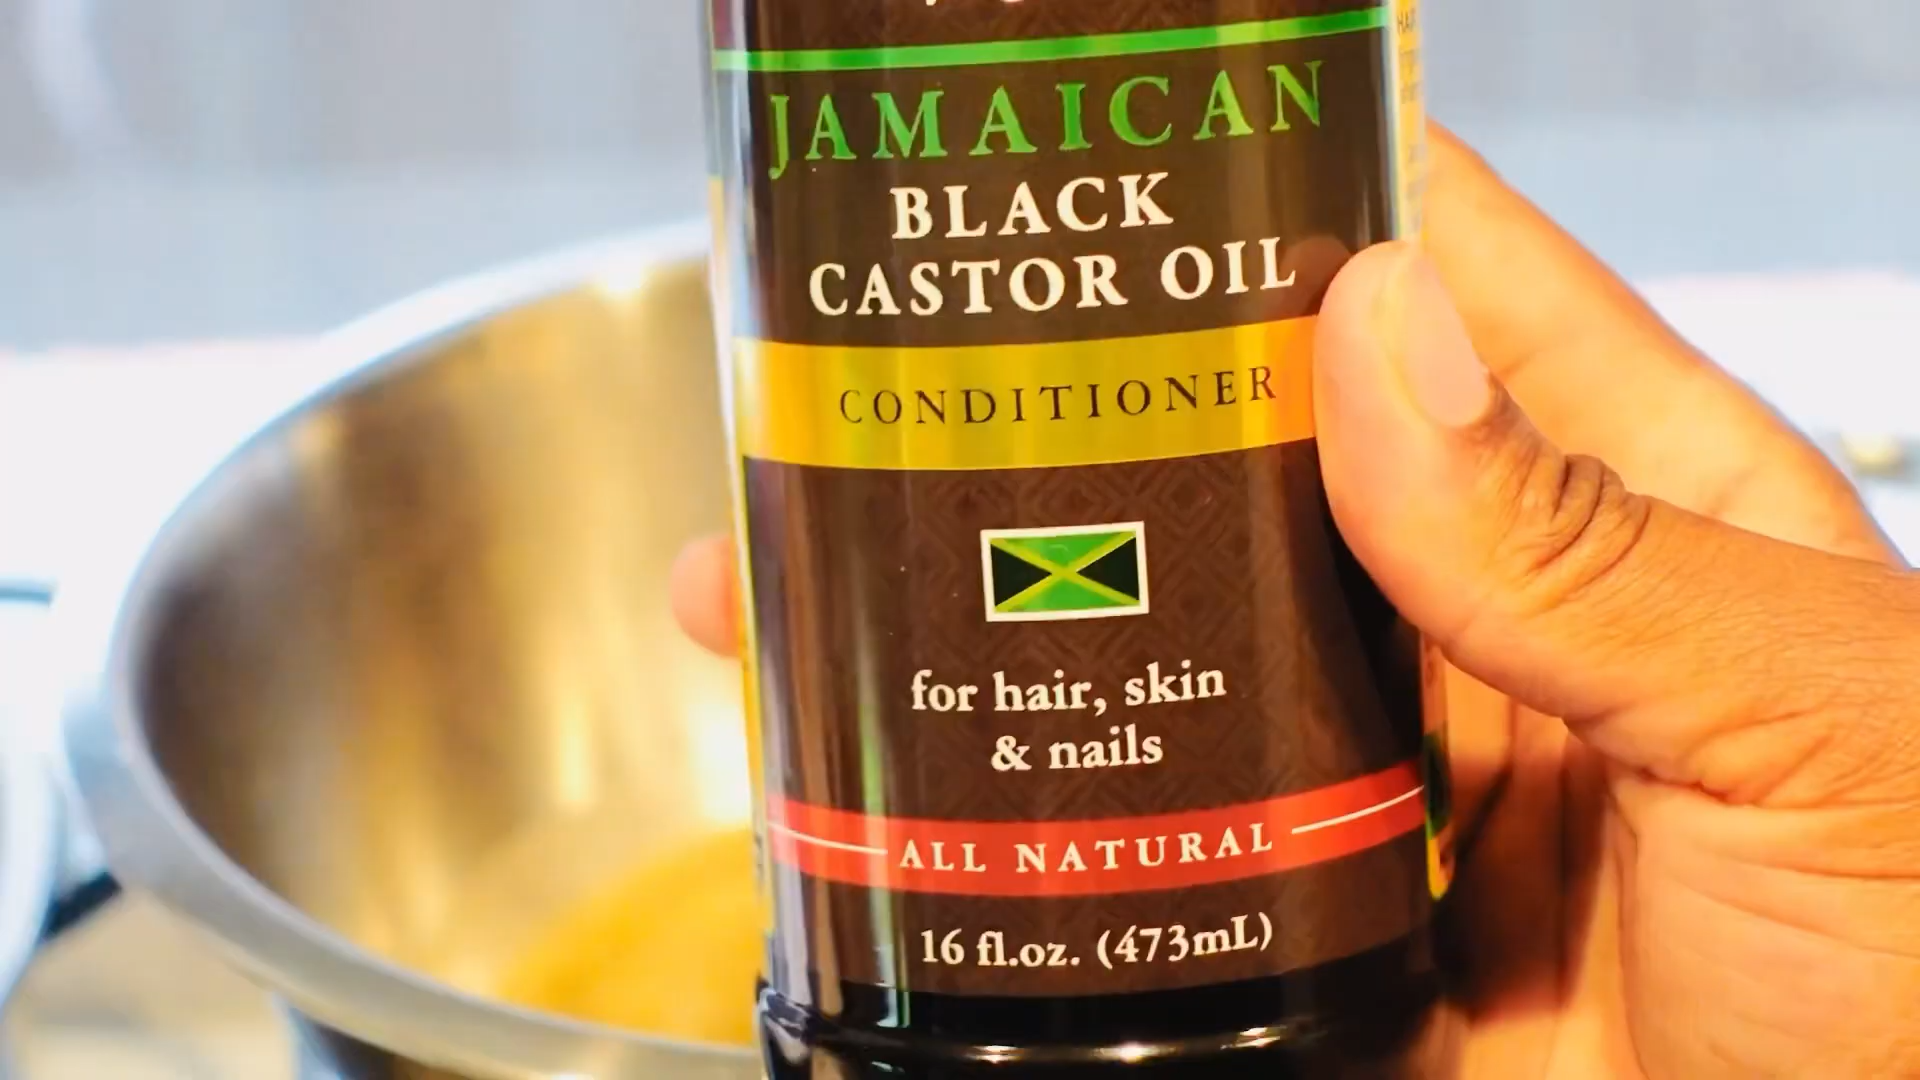 JAMAICAN
BLACK
CASTOR OIL
CONDITIONER
for hair, skin
& nails
ALL NATURAL
16 fl.oz. (473mL)